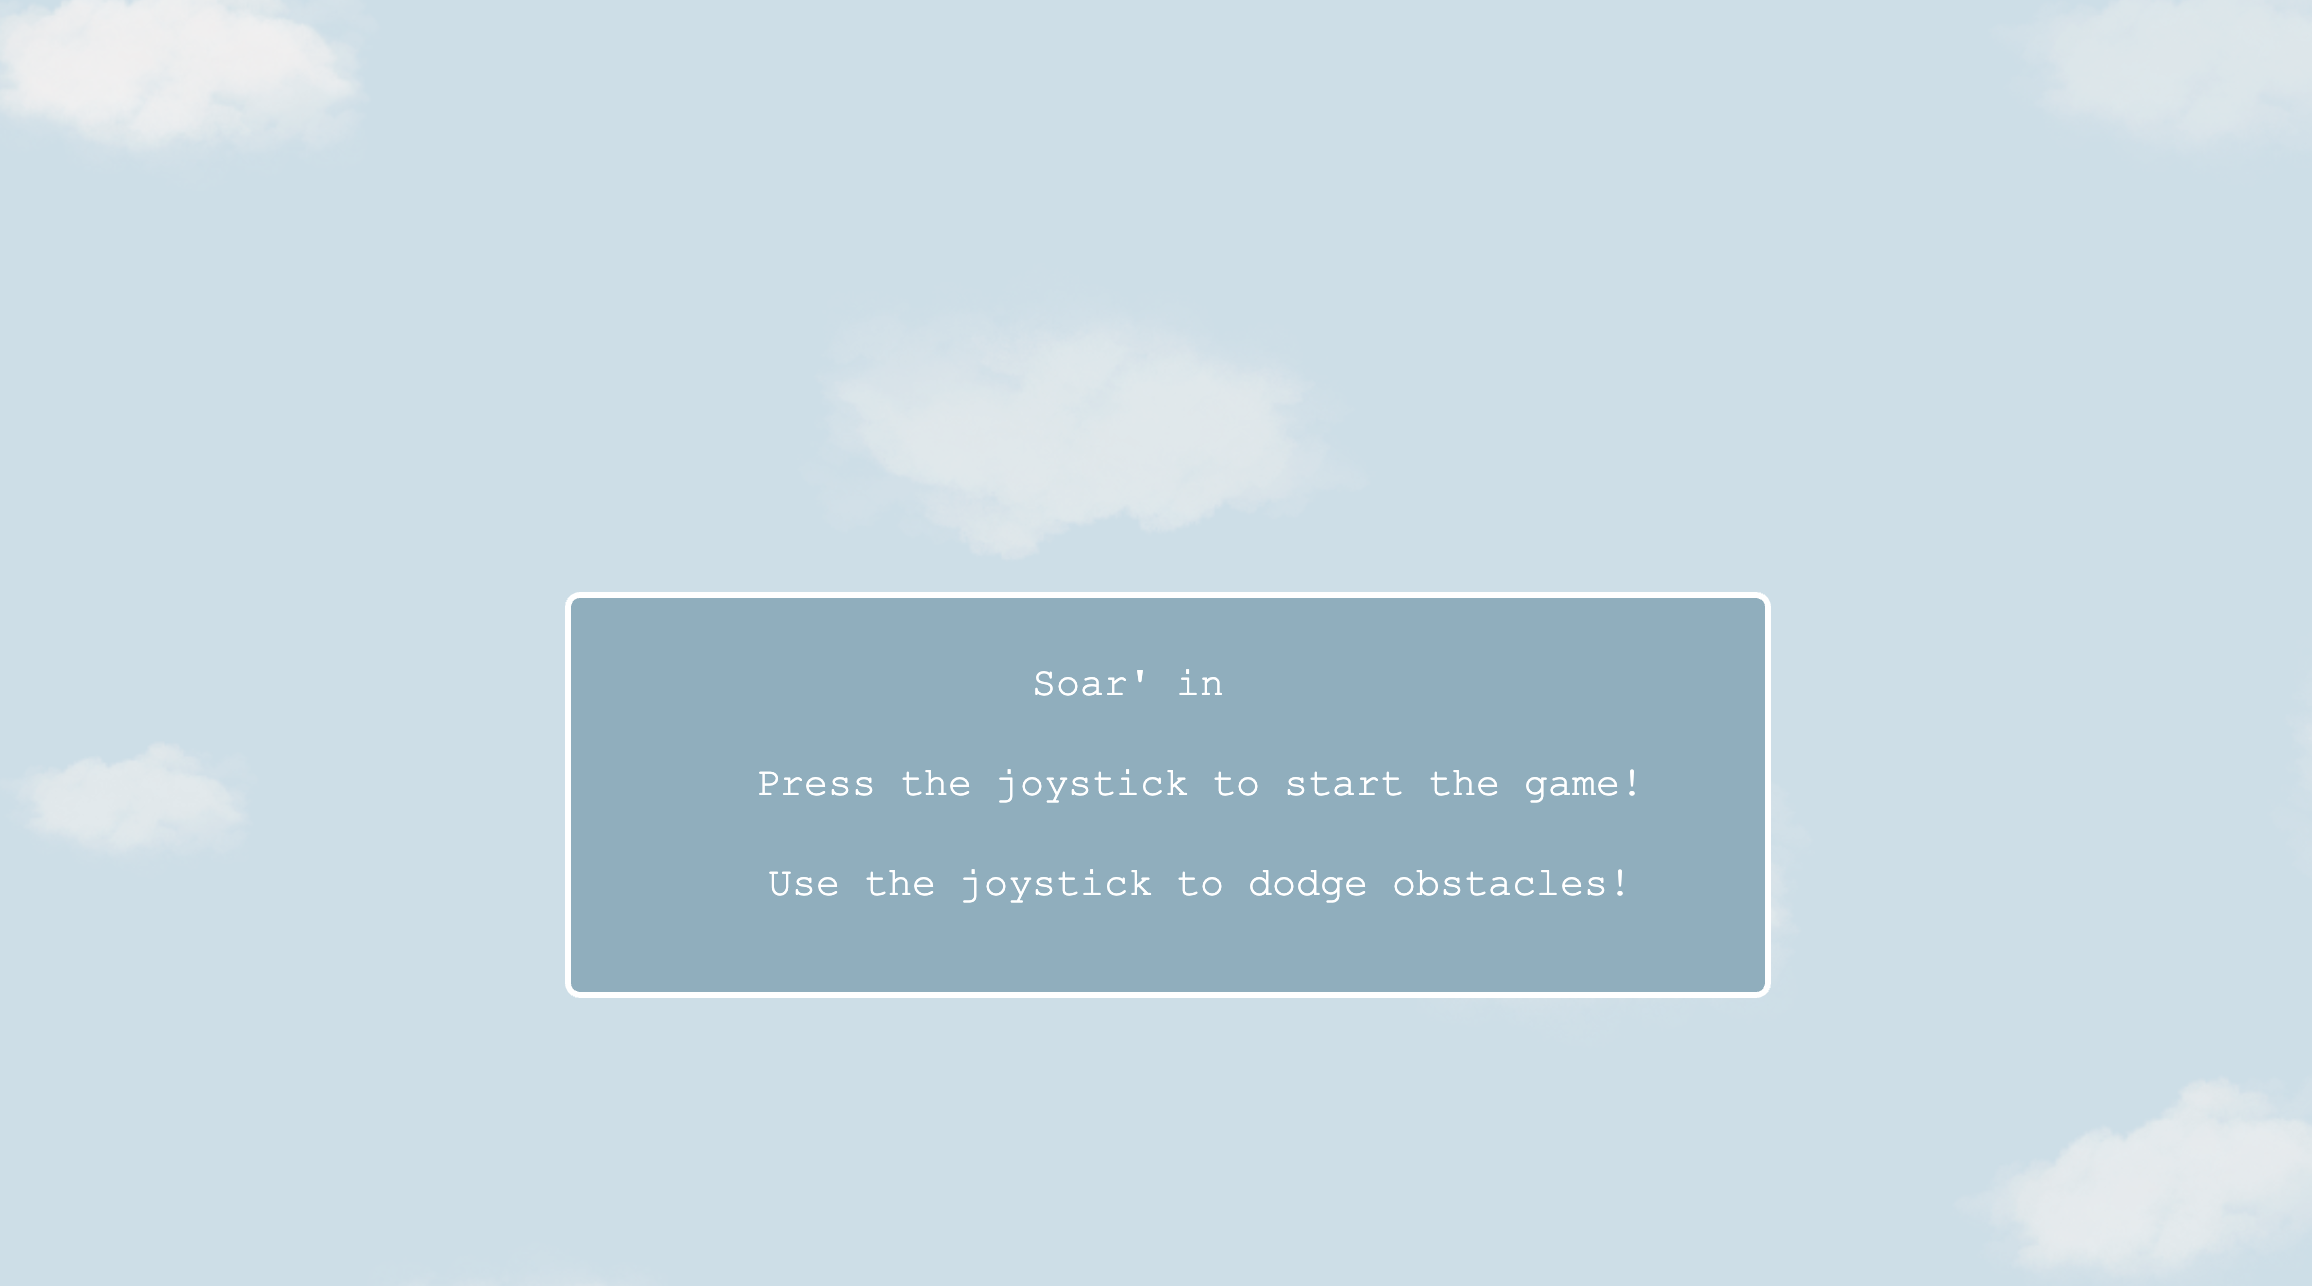 Soar' in
Press the joystick to start the game!
Use the joystick to dodge obstacles!